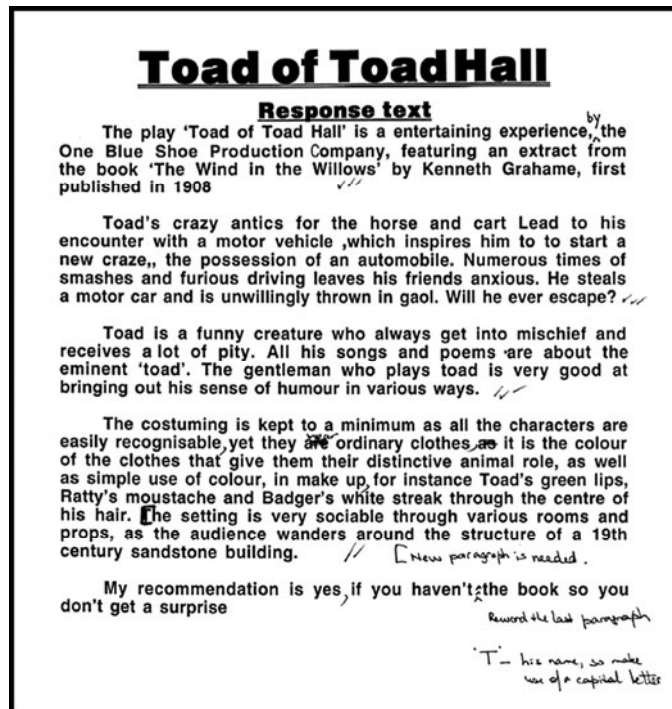 Toad of Toad Hall
Response text
by
The play 'Toad of Toad Hall' is a entertaining experience, the
One Blue Shoe Production Company, featuring an extract from
the book 'The Wind in the Willows' by Kenneth Grahame, first
published in 1908
Toad's crazy antics for the horse and cart Lead to his
encounter with a motor vehicle ,which inspires him to to start a
new craze,, the possession of an automobile. Numerous times of
smashes and furious driving leaves his friends anxious. He steals
a motor car and is unwillingly thrown in gaol. Will he ever escape?
Toad is a funny creature who always get into mischief and
receives a lot of pity. All his songs and poems are about the
eminent 'toad'. The gentleman who plays toad is very good at
bringing out his sense of humour in various ways.
The costuming is kept to a minimum as all the characters are
easily recognisable, yet they are ordinary clothes, as it is the colour
of the clothes that give them their distinctive animal role, as well
as simple use of colour, in make up, for instance Toad's green lips,
Ratty's moustache and Badger's white streak through the centre of
his hair. [he setting is very sociable through various rooms and
props, as the audience wanders around the structure of a 19th
century sandstone building. [New paragraph is needed.
My recommendation is yes, if you haven't the book so you
don't get a surprise
Reword the last paragraph
'T' - his name, so make
use of a capital letter